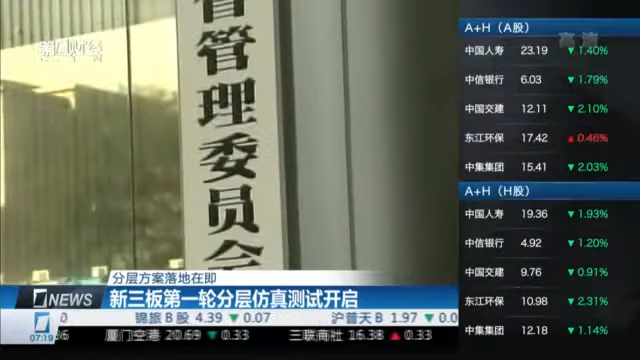 第一财经
高清
督管理委员会
A+H（A股）
中国人寿 23.19 ▼1.40%
中信银行 6.03 ▼1.79%
中国交建 12.11 ▼2.10%
东江环保 17.42 ▲0.46%
中集集团 15.41 ▼2.03%
A+H（H股）
中国人寿 19.36 ▼1.93%
中信银行 4.92 ▼1.20%
中国交建 9.76 ▼0.91%
东江环保 10.98 ▼2.31%
中集集团 12.18 ▼1.14%
分层方案落地在即
NEWS 新三板第一轮分层仿真测试开启
07:19
锦旅B股 4.39 ▼0.07 沪普天B 1.97 ▼0.0
厦门空港 20.69 ▼0.33 三联商社 16.38 ▲0.33